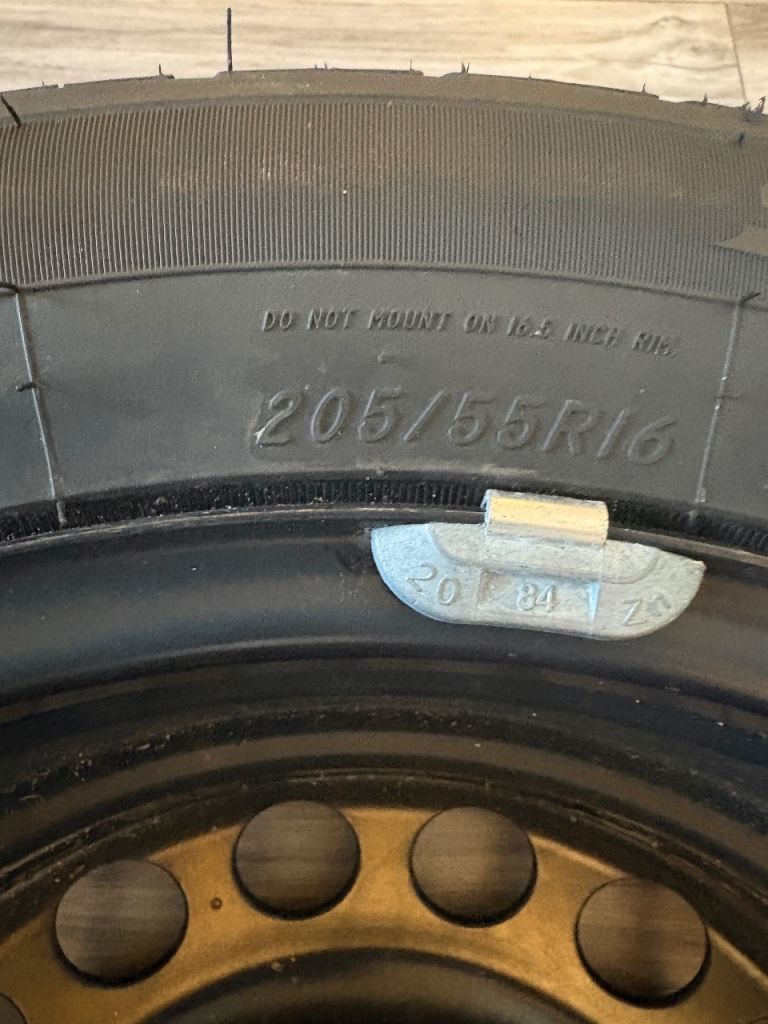 DO NOT MOUNT ON 16.5 INCH RIM.
205/55R16
20 84 Zn